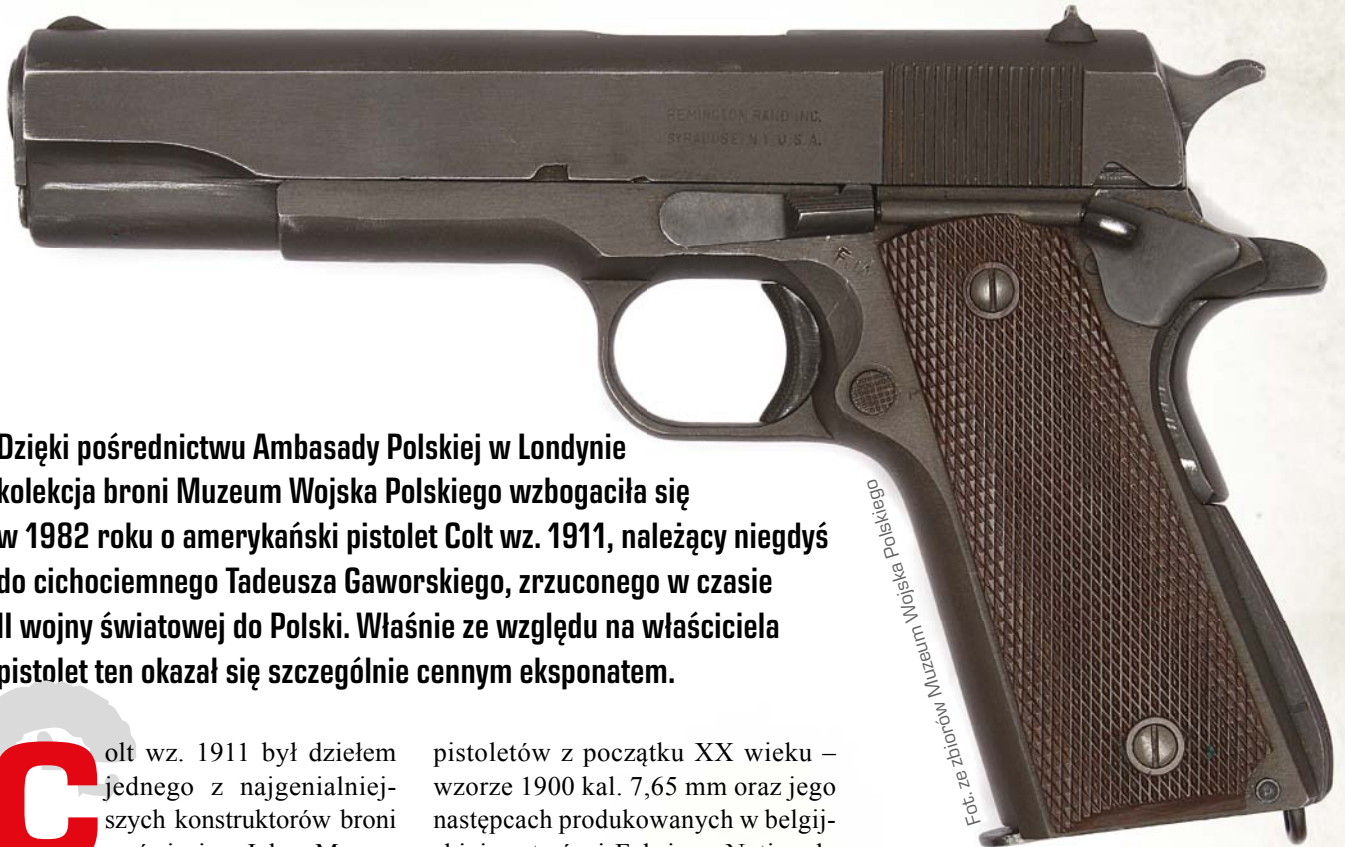 REMINGTON RAND INC.
SYRACUSE, N.Y. U.S.A.
Dzięki pośrednictwu Ambasady Polskiej w Londynie
kolekcja broni Muzeum Wojska Polskiego wzbogaciła się
w 1982 roku o amerykański pistolet Colt wz. 1911, należący niegdyś
do cichociemnego Tadeusza Gaworskiego, zrzuconego w czasie
II wojny światowej do Polski. Właśnie ze względu na właściciela
pistolet ten okazał się szczególnie cennym eksponatem.
Fot. ze zbiorów Muzeum Wojska Polskiego
Colt wz. 1911 był dziełem
jednego z najgenialniej-
szych konstruktorów broni
pistoletów z początku XX wieku –
wzorze 1900 kal. 7,65 mm oraz jego
następcach produkowanych w belgij-